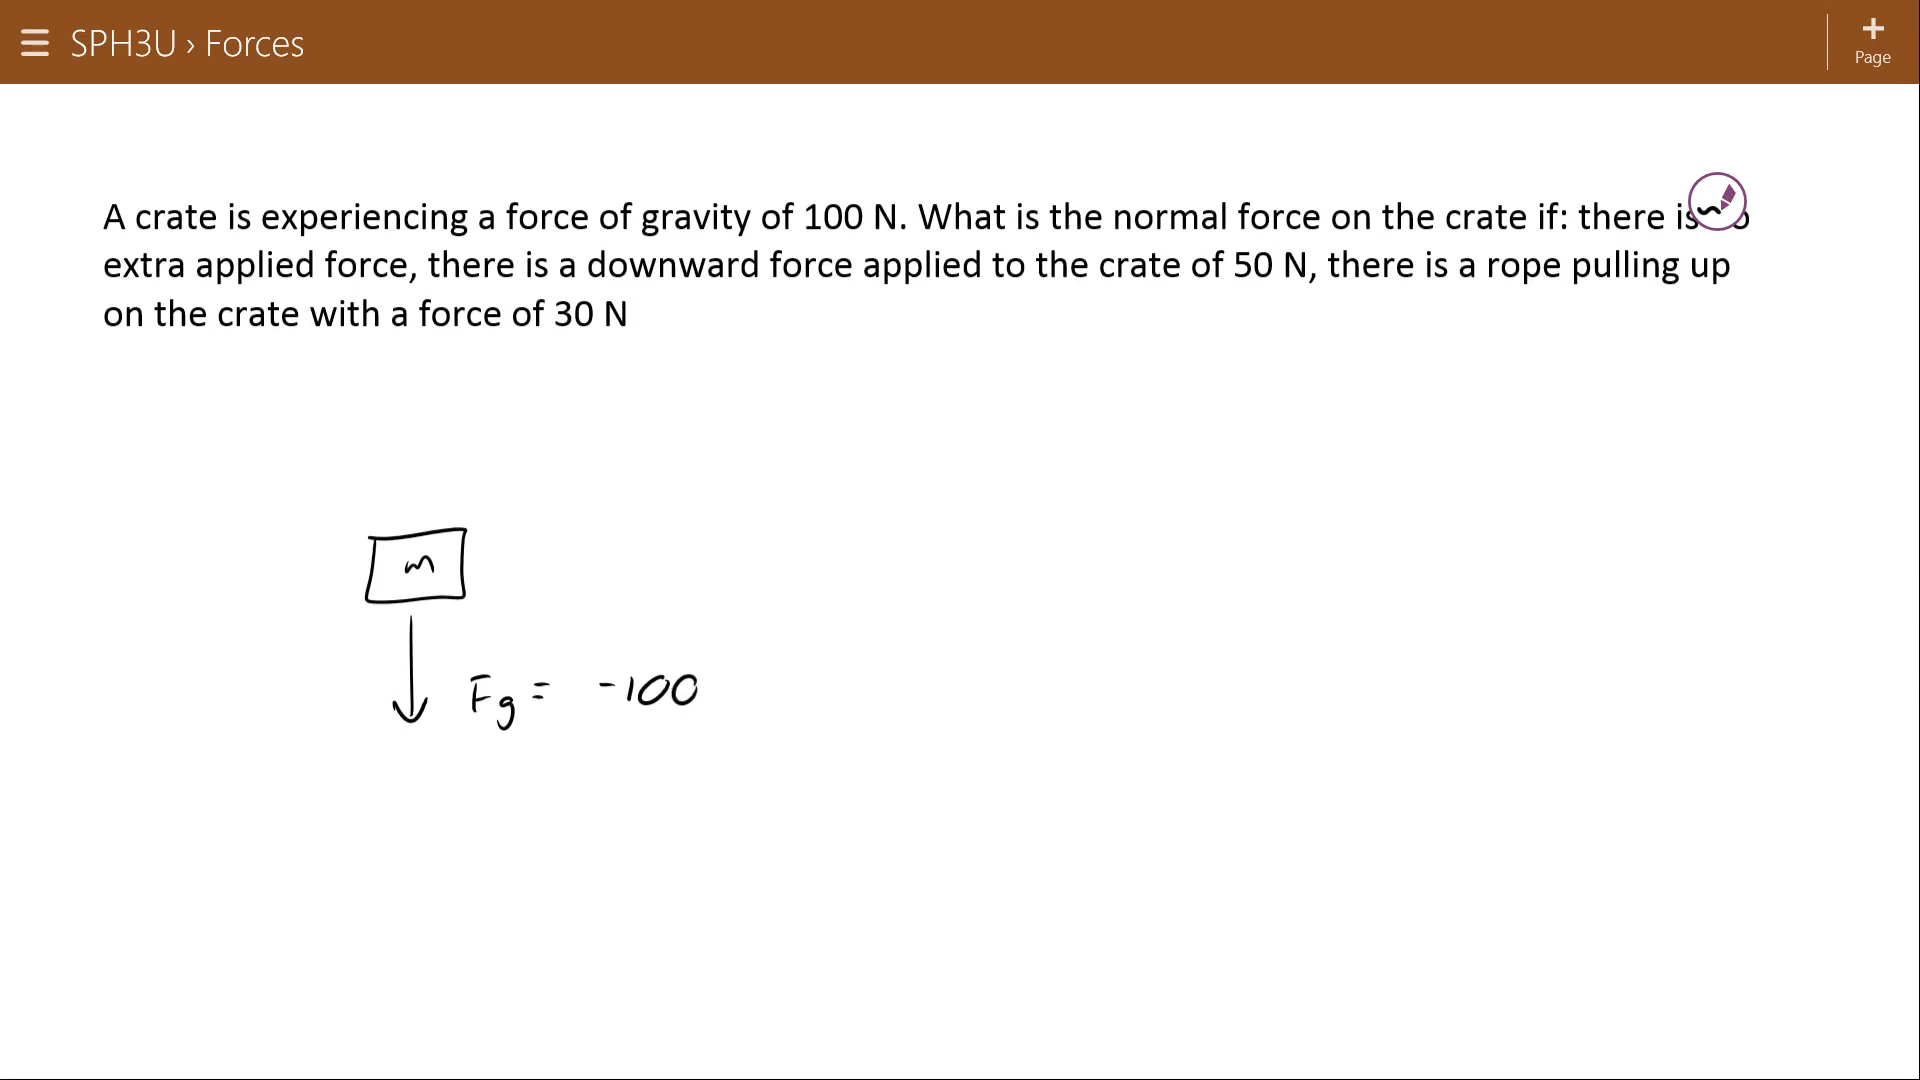 SPH3U › Forces
Page
A crate is experiencing a force of gravity of 100 N. What is the normal force on the crate if: there is
extra applied force, there is a downward force applied to the crate of 50 N, there is a rope pulling up
on the crate with a force of 30 N
m
Fg = -100